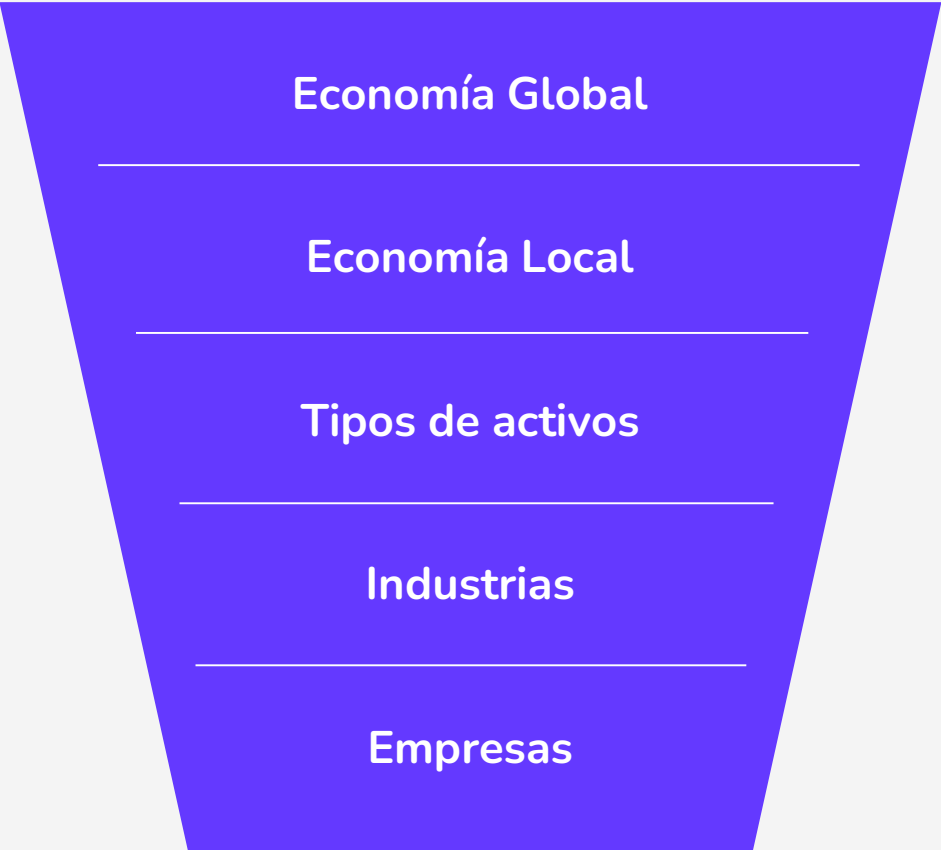 Economía Global
Economía Local
Tipos de activos
Industrias
Empresas